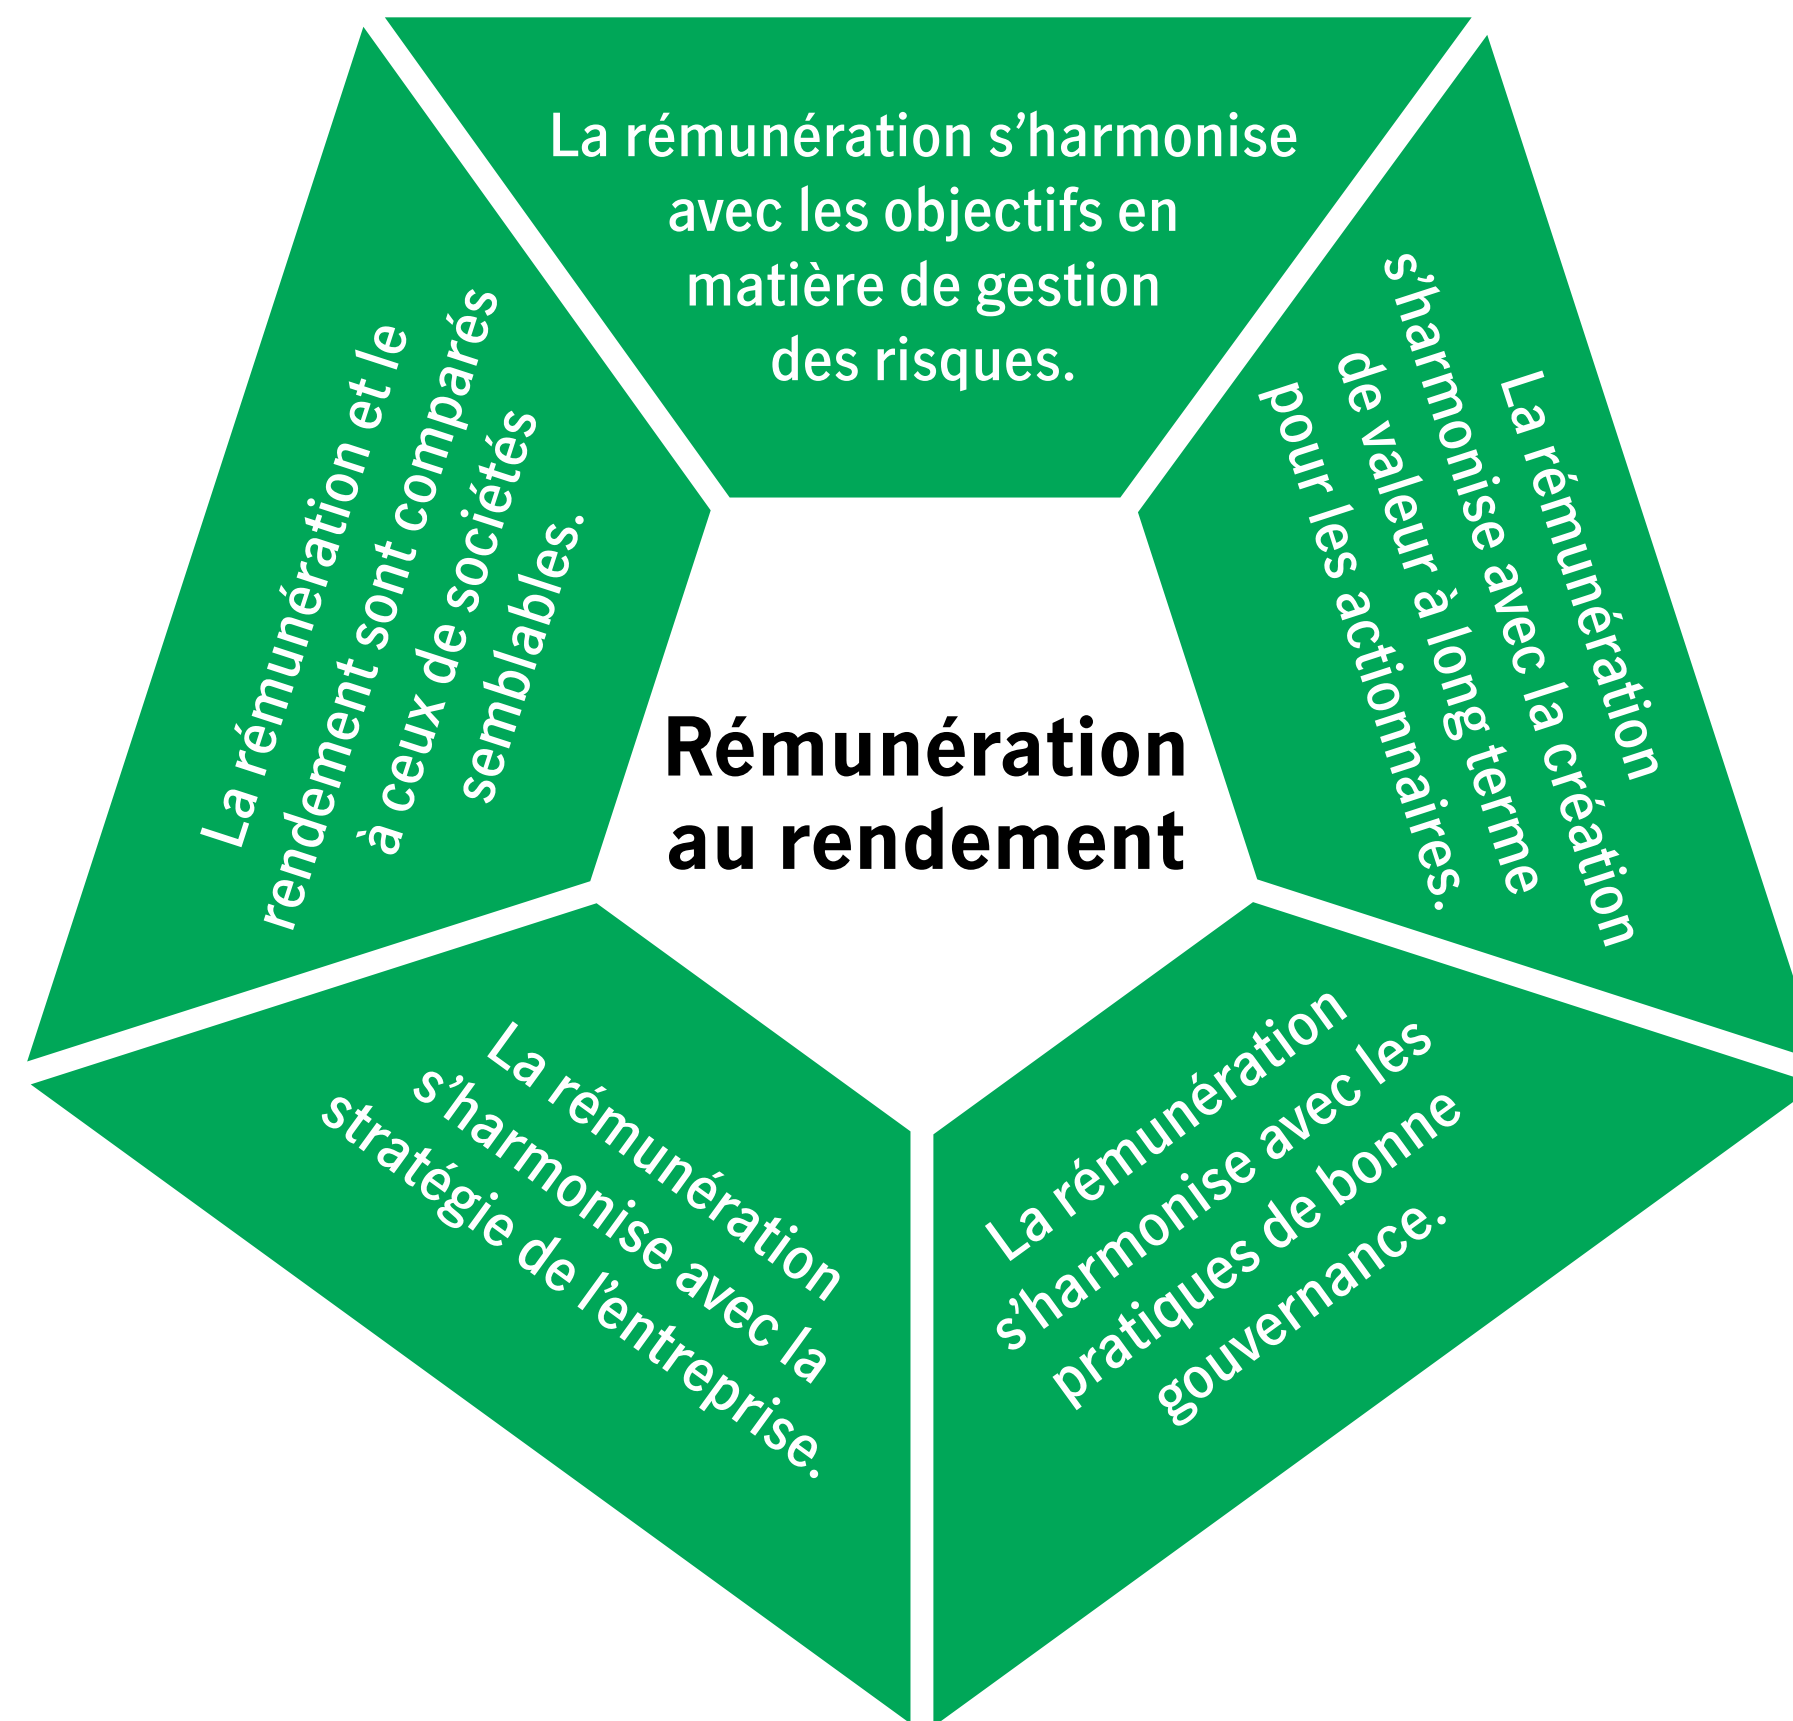 La rémunération s’harmonise
avec les objectifs en
matière de gestion
des risques.
La rémunération
s’harmonise avec la création
de valeur à long terme
pour les actionnaires.
La rémunération
s’harmonise avec les
pratiques de bonne
gouvernance.
La rémunération
s’harmonise avec la
stratégie de l’entreprise.
La rémunération et le
rendement sont comparés
à ceux de sociétés
semblables.
Rémunération
au rendement